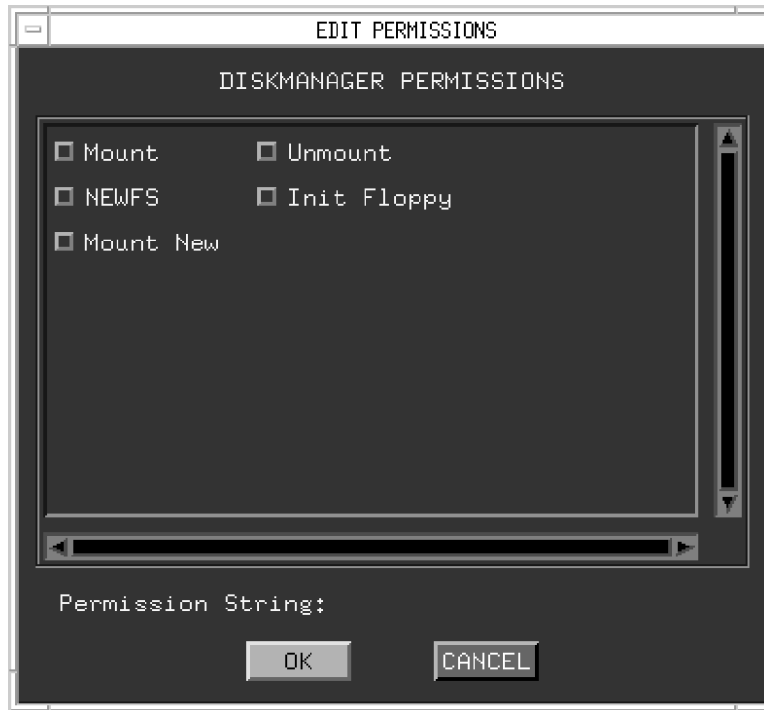 EDIT PERMISSIONS
DISKMANAGER PERMISSIONS
Mount Unmount
NEWFS Init Floppy
Mount New
Permission String:
OK CANCEL